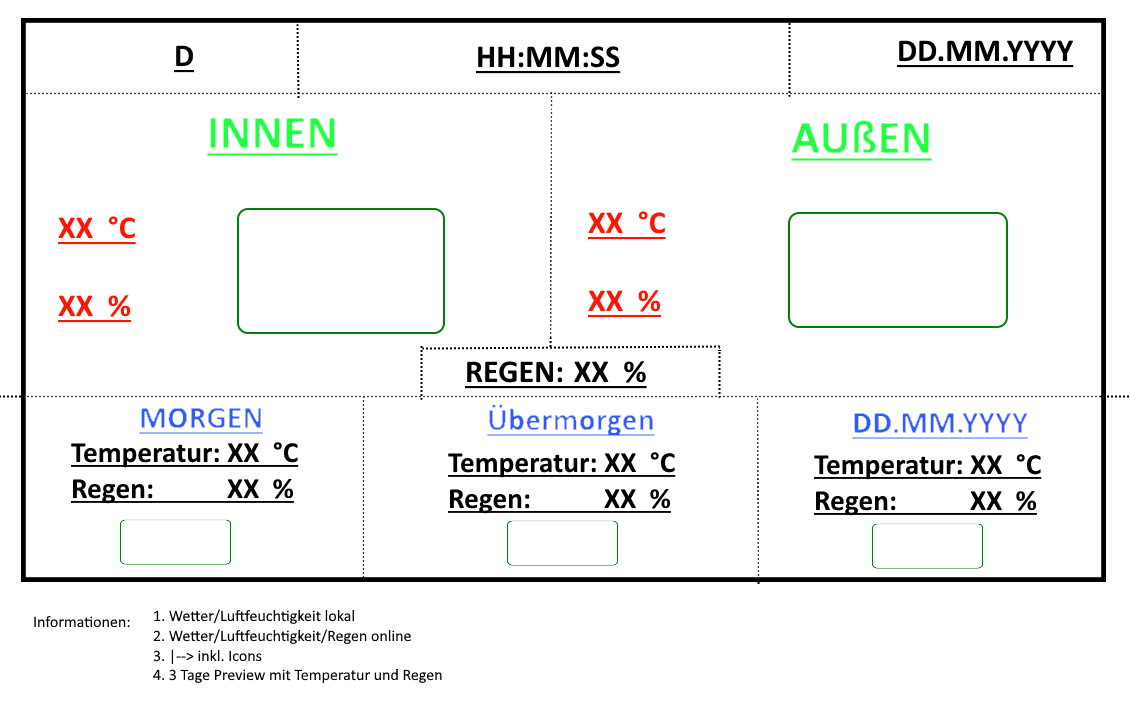 D
HH:MM:SS
DD.MM.YYYY
INNEN
AUßEN
XX °C
XX %
XX °C
XX %
REGEN: XX %
MORGEN
Temperatur: XX °C
Regen: XX %
Übermorgen
Temperatur: XX °C
Regen: XX %
DD.MM.YYYY
Temperatur: XX °C
Regen: XX %
Informationen:
1. Wetter/Luftfeuchtigkeit lokal
2. Wetter/Luftfeuchtigkeit/Regen online
3. |--> inkl. Icons
4. 3 Tage Preview mit Temperatur und Regen